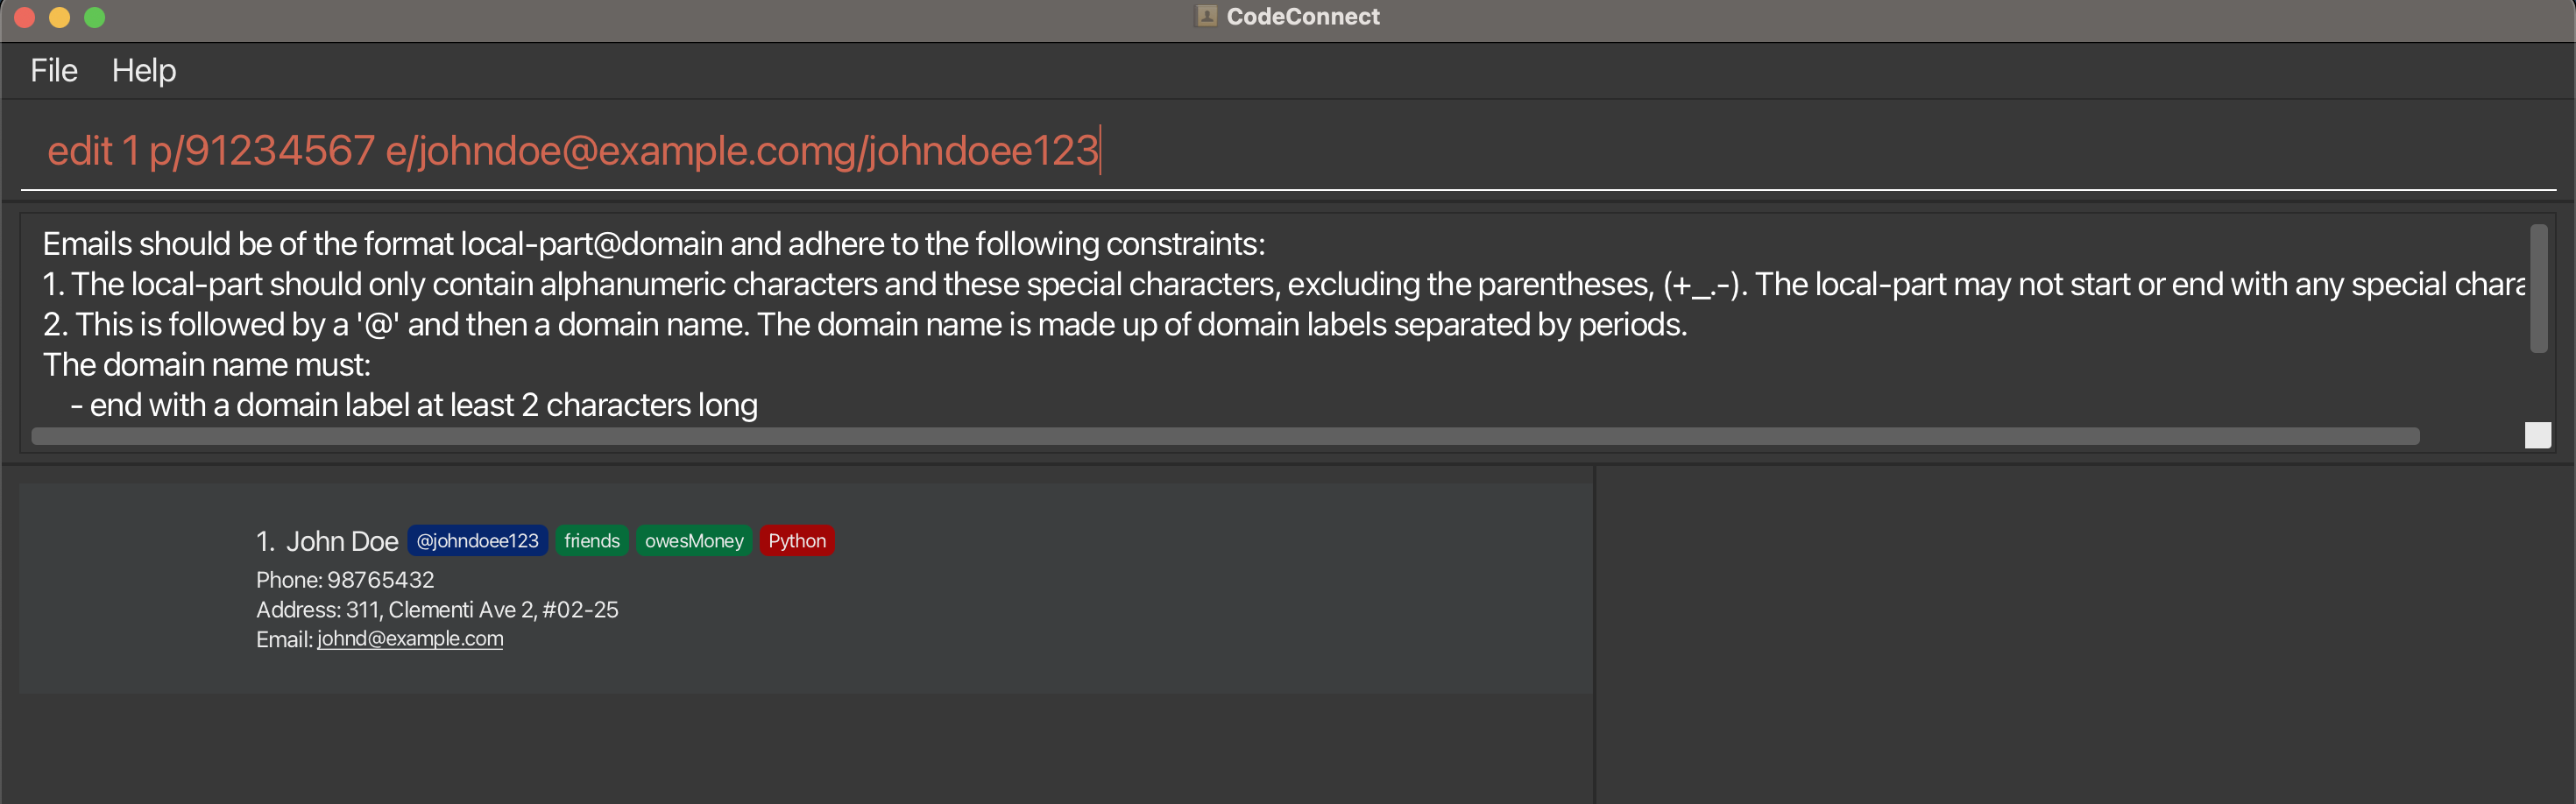 CodeConnect
File Help
edit 1 p/91234567 e/johndoe@example.comg/johndoee123
Emails should be of the format local-part@domain and adhere to the following constraints:
1. The local-part should only contain alphanumeric characters and these special characters, excluding the parentheses, (+_.-). The local-part may not start or end with any special chara
2. This is followed by a '@' and then a domain name. The domain name is made up of domain labels separated by periods.
The domain name must:
- end with a domain label at least 2 characters long
1. John Doe @johndoee123 friends owesMoney Python
Phone: 98765432
Address: 311, Clementi Ave 2, #02-25
Email: johnd@example.com